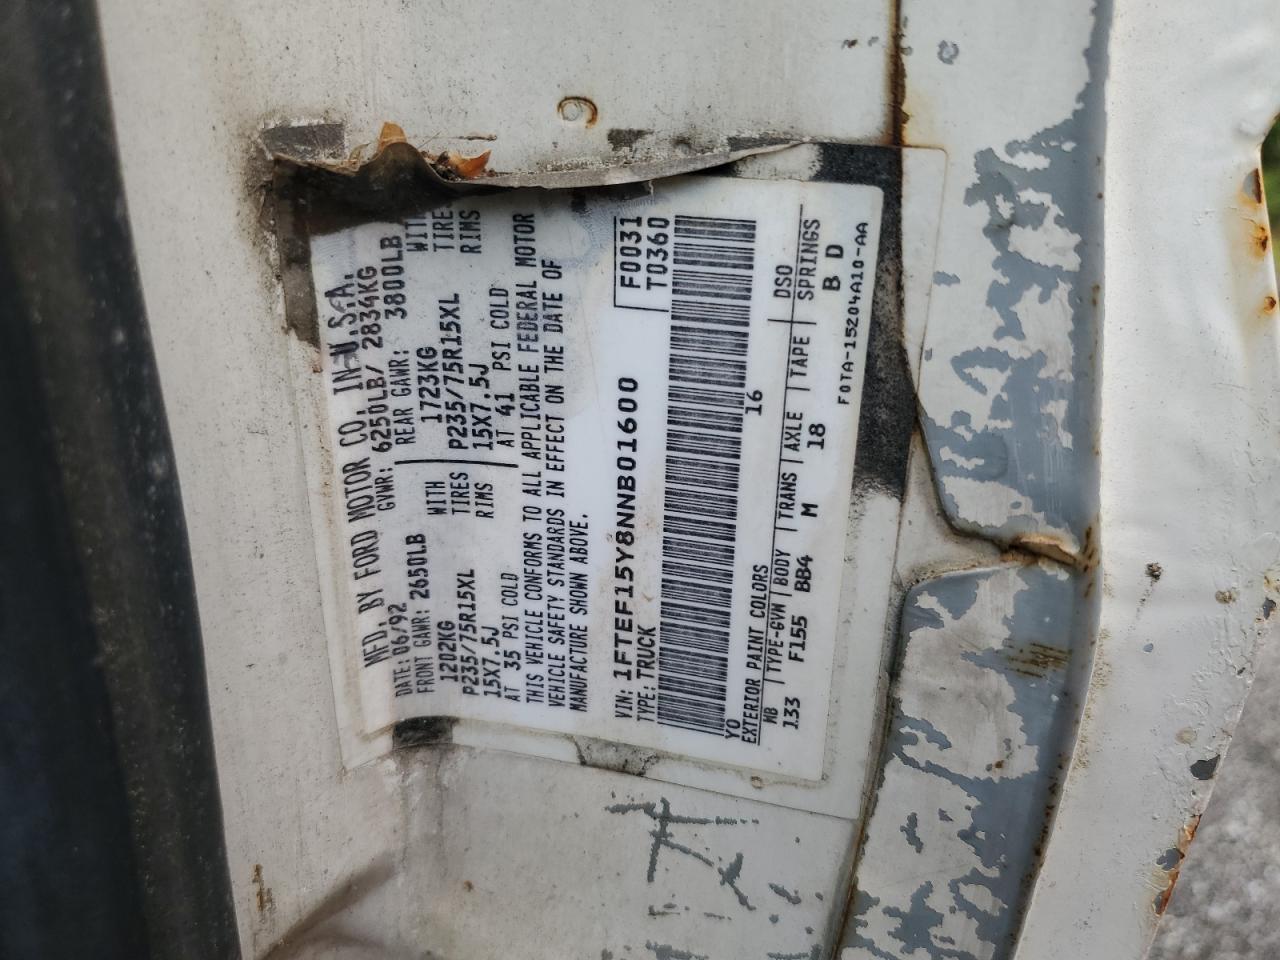 MFD. BY FORD MOTOR CO. IN U.S.A.
DATE: 06/92 GVWR: 6250LB/ 2834KG
FRONT GAWR: 2650LB REAR GAWR: 3800LB
1202KG WITH 1723KG WITH
P235/75R15XL TIRES P235/75R15XL TIRES
15X7.5J RIMS 15X7.5J RIMS
AT 35 PSI COLD AT 41 PSI COLD
THIS VEHICLE CONFORMS TO ALL APPLICABLE FEDERAL MOTOR
VEHICLE SAFETY STANDARDS IN EFFECT ON THE DATE OF
MANUFACTURE SHOWN ABOVE.
VIN: 1FTEF15Y8NNB01600 F0031
TYPE: TRUCK T0360
YO 16
EXTERIOR PAINT COLORS DSO
WB TYPE-GVW BODY TRANS AXLE TAPE SPRINGS
133 F155 BB4 M 18 B D
F0TA-15204A10-AA